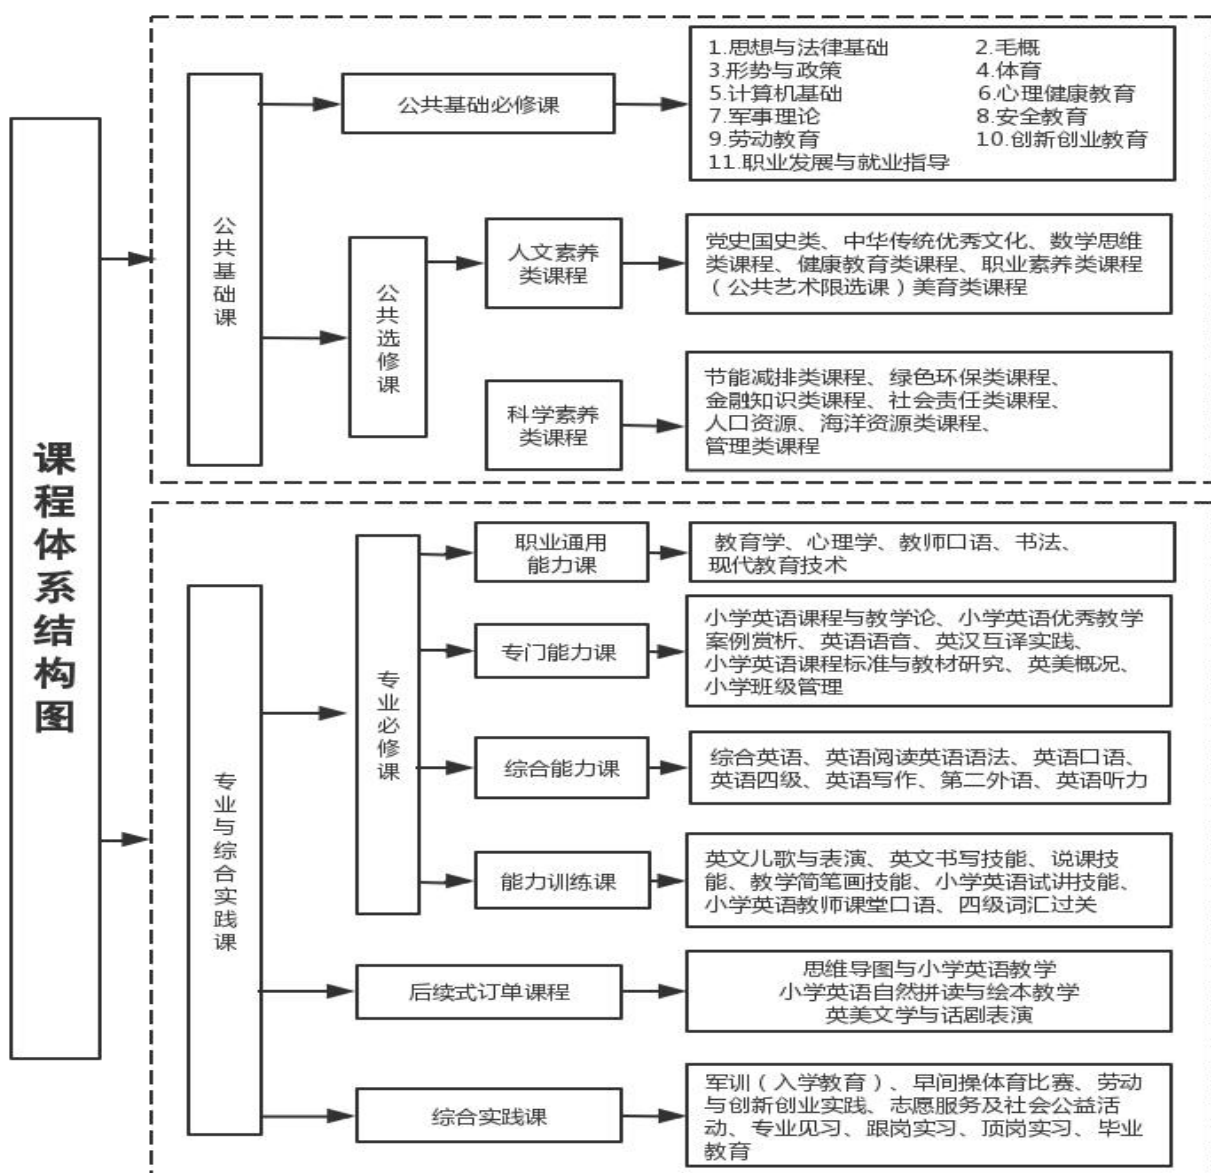 课程体系结构图
公共基础课
公共基础必修课
1.思想与法律基础 2.毛概
3.形势与政策 4.体育
5.计算机基础 6.心理健康教育
7.军事理论 8.安全教育
9.劳动教育 10.创新创业教育
11.职业发展与就业指导
公共选修课
人文素养
类课程
党史国史类、中华传统优秀文化、数学思维
类课程、健康教育类课程、职业素养类课程
（公共艺术限选课）美育类课程
科学素养
类课程
节能减排类课程、绿色环保类课程、
金融知识类课程、社会责任类课程、
人口资源、海洋资源类课程、
管理类课程
专业与综合实践课
专业必修课
职业通用
能力课
教育学、心理学、教师口语、书法、
现代教育技术
专门能力课
小学英语课程与教学论、小学英语优秀教学
案例赏析、英语语音、英汉互译实践、
小学英语课程标准与教材研究、英美概况、
小学班级管理
综合能力课
综合英语、英语阅读英语语法、英语口语、
英语四级、英语写作、第二外语、英语听力
能力训练课
英文儿歌与表演、英文书写技能、说课技
能、教学简笔画技能、小学英语试讲技能、
小学英语教师课堂口语、四级词汇过关
后续式订单课程
思维导图与小学英语教学
小学英语自然拼读与绘本教学
英美文学与话剧表演
综合实践课
军训（入学教育）、早间操体育比赛、劳动
与创新创业实践、志愿服务及社会公益活
动、专业见习、跟岗实习、顶岗实习、毕业
教育